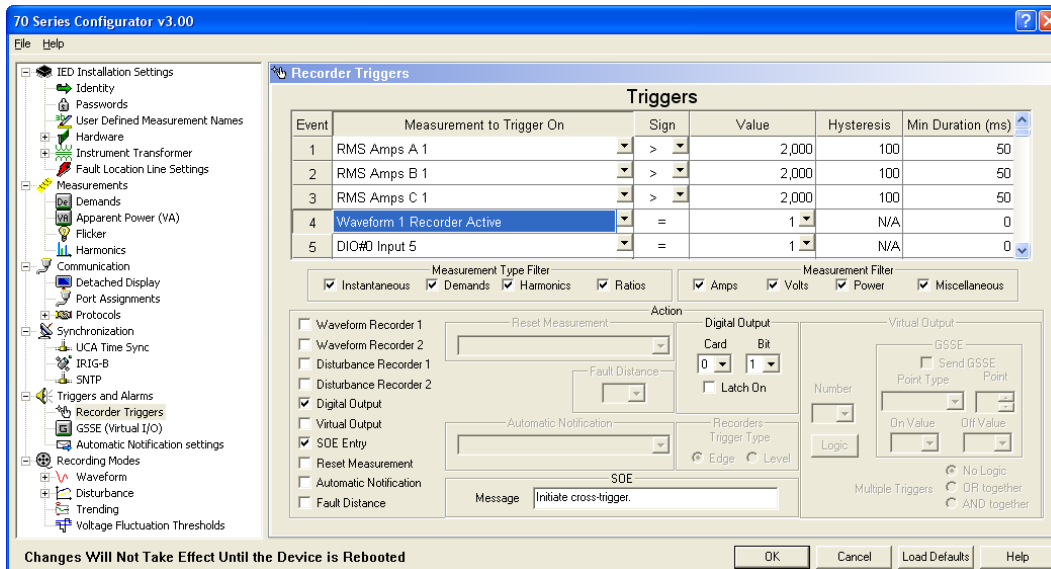 70 Series Configurator v3.00
File Help
IED Installation Settings
Identity
Passwords
User Defined Measurement Names
Hardware
Instrument Transformer
Fault Location Line Settings
Measurements
De Demands
VA Apparent Power (VA)
Flicker
Harmonics
Communication
Detached Display
Port Assignments
Protocols
Synchronization
UCA Time Sync
IRIG-B
SNTP
Triggers and Alarms
Recorder Triggers
G GSSE (Virtual I/O)
Automatic Notification settings
Recording Modes
Waveform
Disturbance
Trending
Voltage Fluctuation Thresholds
Recorder Triggers
Triggers
Event Measurement to Trigger On Sign Value Hysteresis Min Duration (ms)
1 RMS Amps A 1 > 2,000 100 50
2 RMS Amps B 1 > 2,000 100 50
3 RMS Amps C 1 > 2,000 100 50
4 Waveform 1 Recorder Active = 1 N/A 0
5 DIO#0 Input 5 = 1 N/A 0
Measurement Type Filter
Instantaneous Demands Harmonics Ratios
Measurement Filter
Amps Volts Power Miscellaneous
Action
Waveform Recorder 1
Waveform Recorder 2
Disturbance Recorder 1
Disturbance Recorder 2
Digital Output
Virtual Output
SOE Entry
Reset Measurement
Automatic Notification
Fault Distance
Reset Measurement
Fault Distance
Automatic Notification
Digital Output
Card Bit
0 1
Latch On
Recorders
Trigger Type
Edge Level
SOE
Message Initiate cross-trigger.
Virtual Output
Number
Logic
GSSE
Send GSSE
Point Type Point
On Value Off Value
Multiple Triggers
No Logic
OR together
AND together
Changes Will Not Take Effect Until the Device is Rebooted
OK Cancel Load Defaults Help